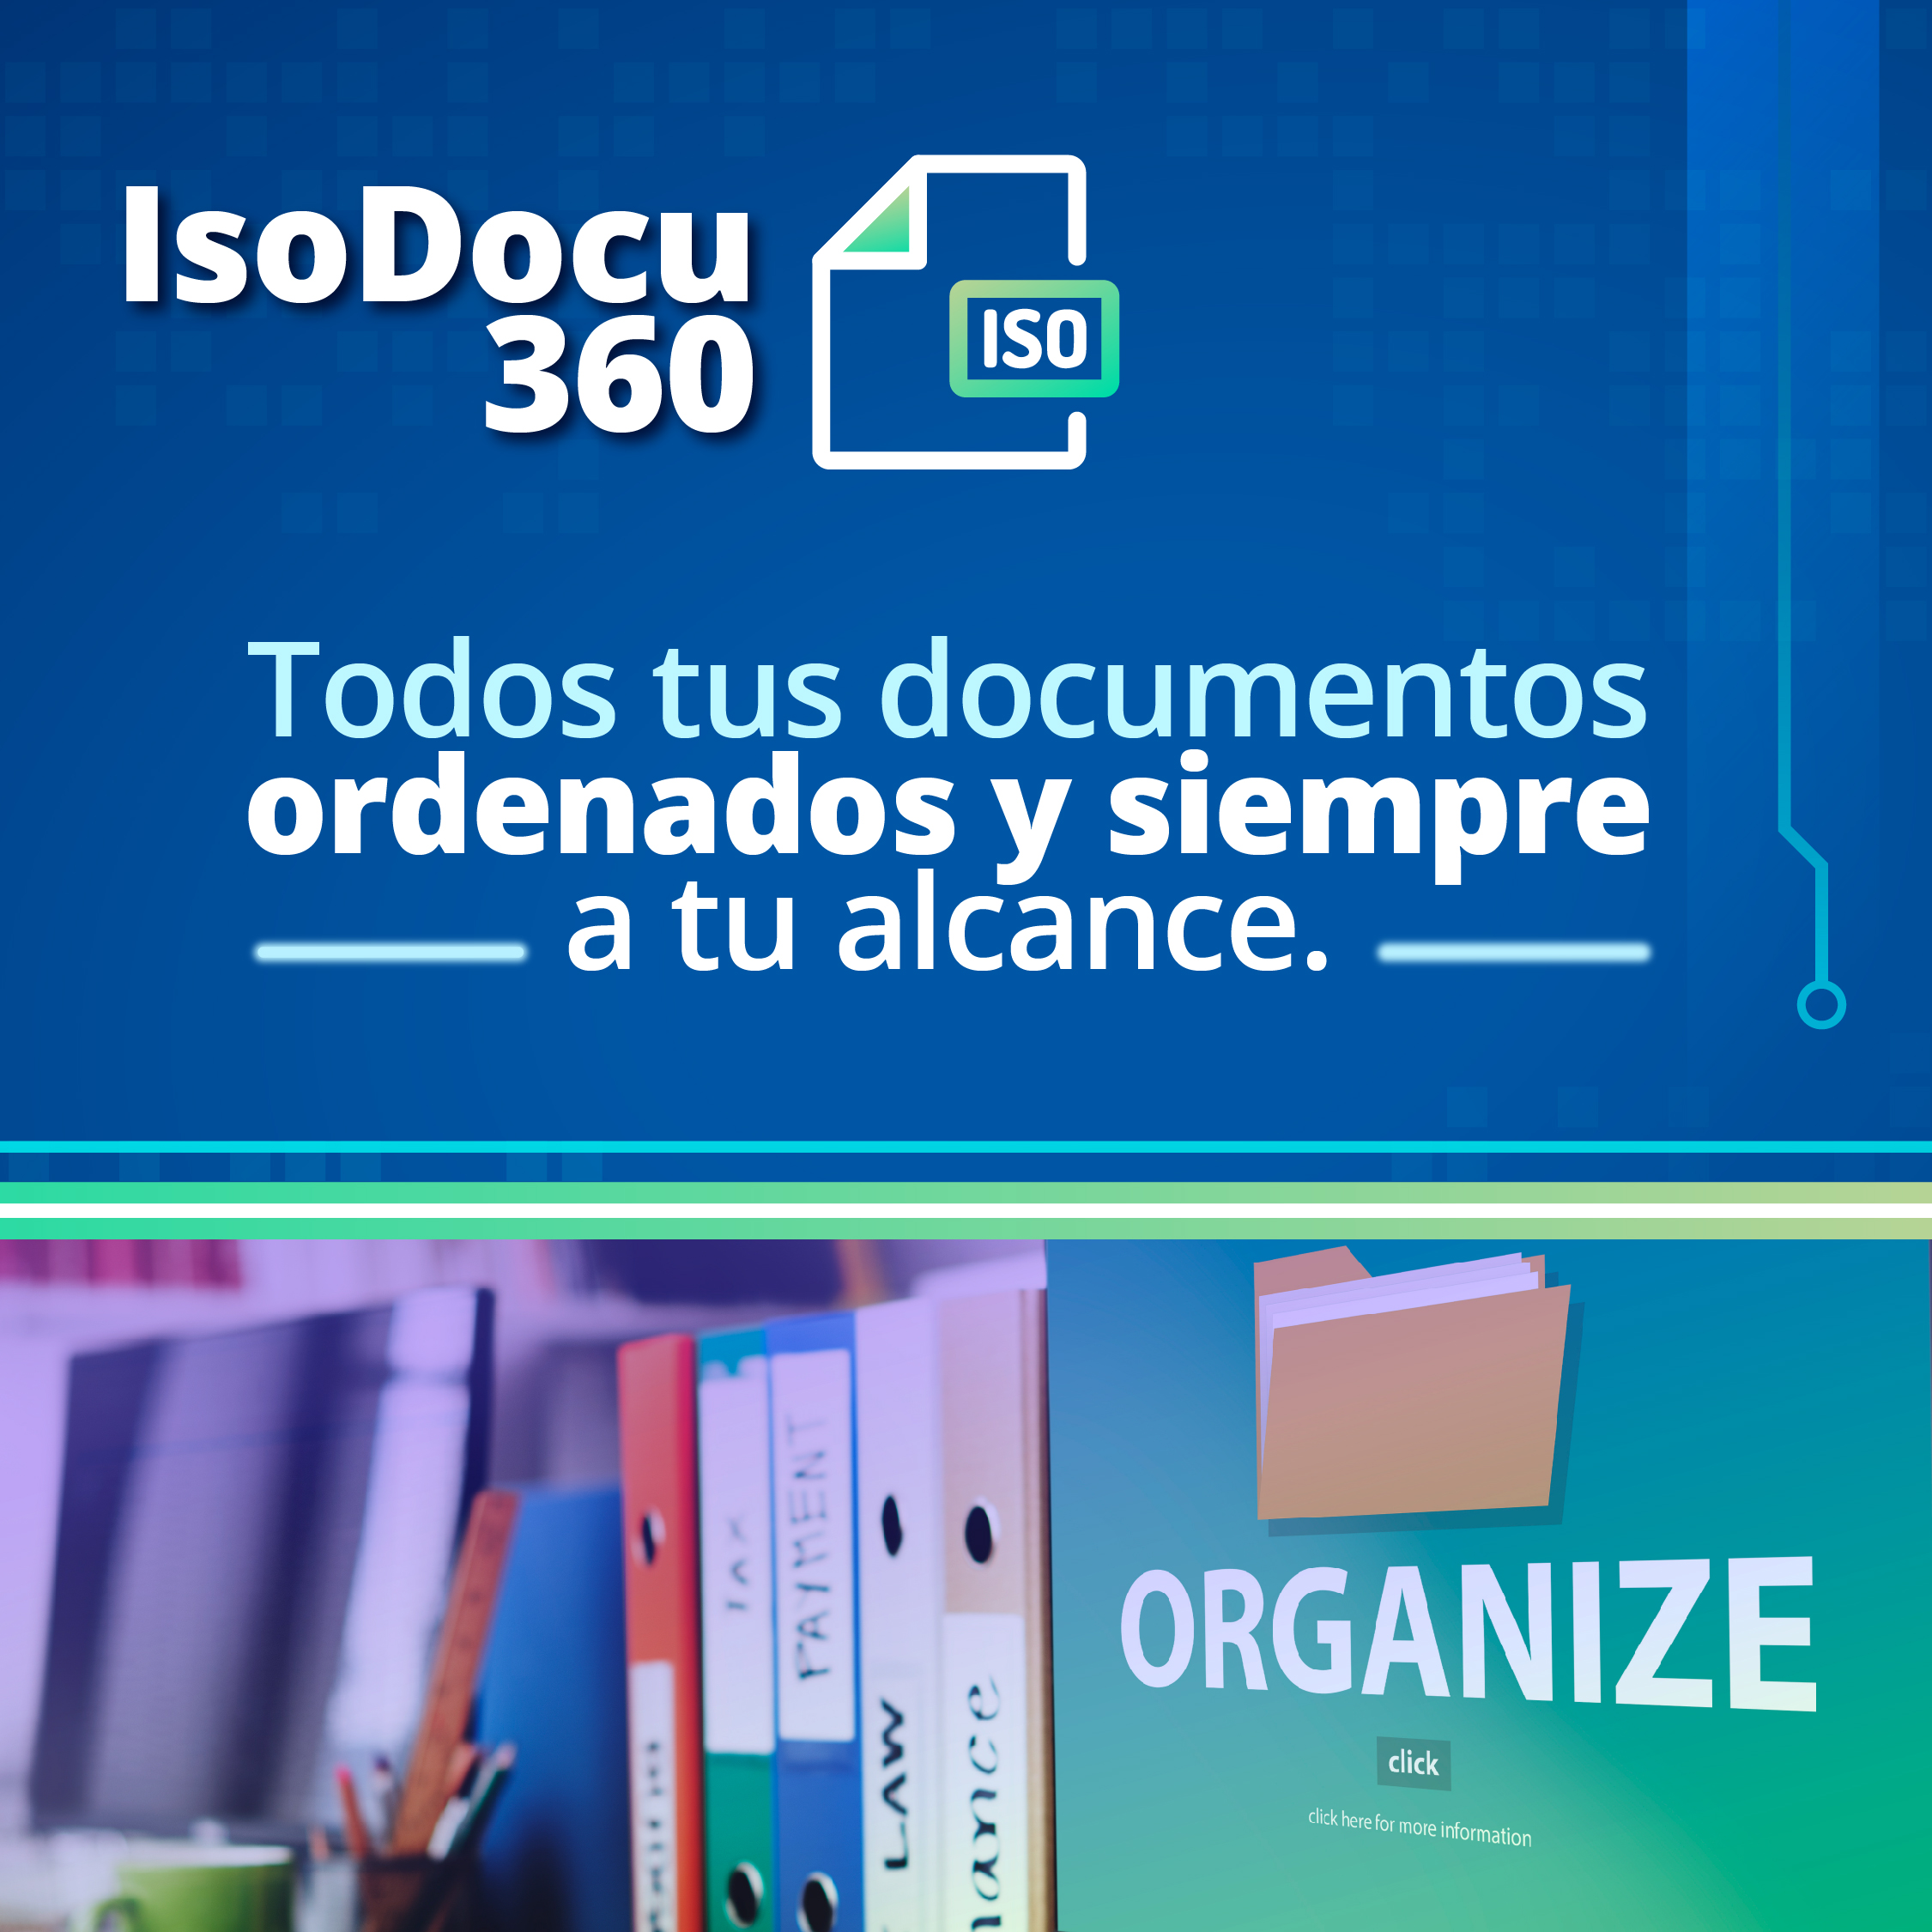 IsoDocu
360
ISO
Todos tus documentos
ordenados y siempre
a tu alcance.
TAX
PAYMENT
LAW
ORGANIZE
click
click here for more information